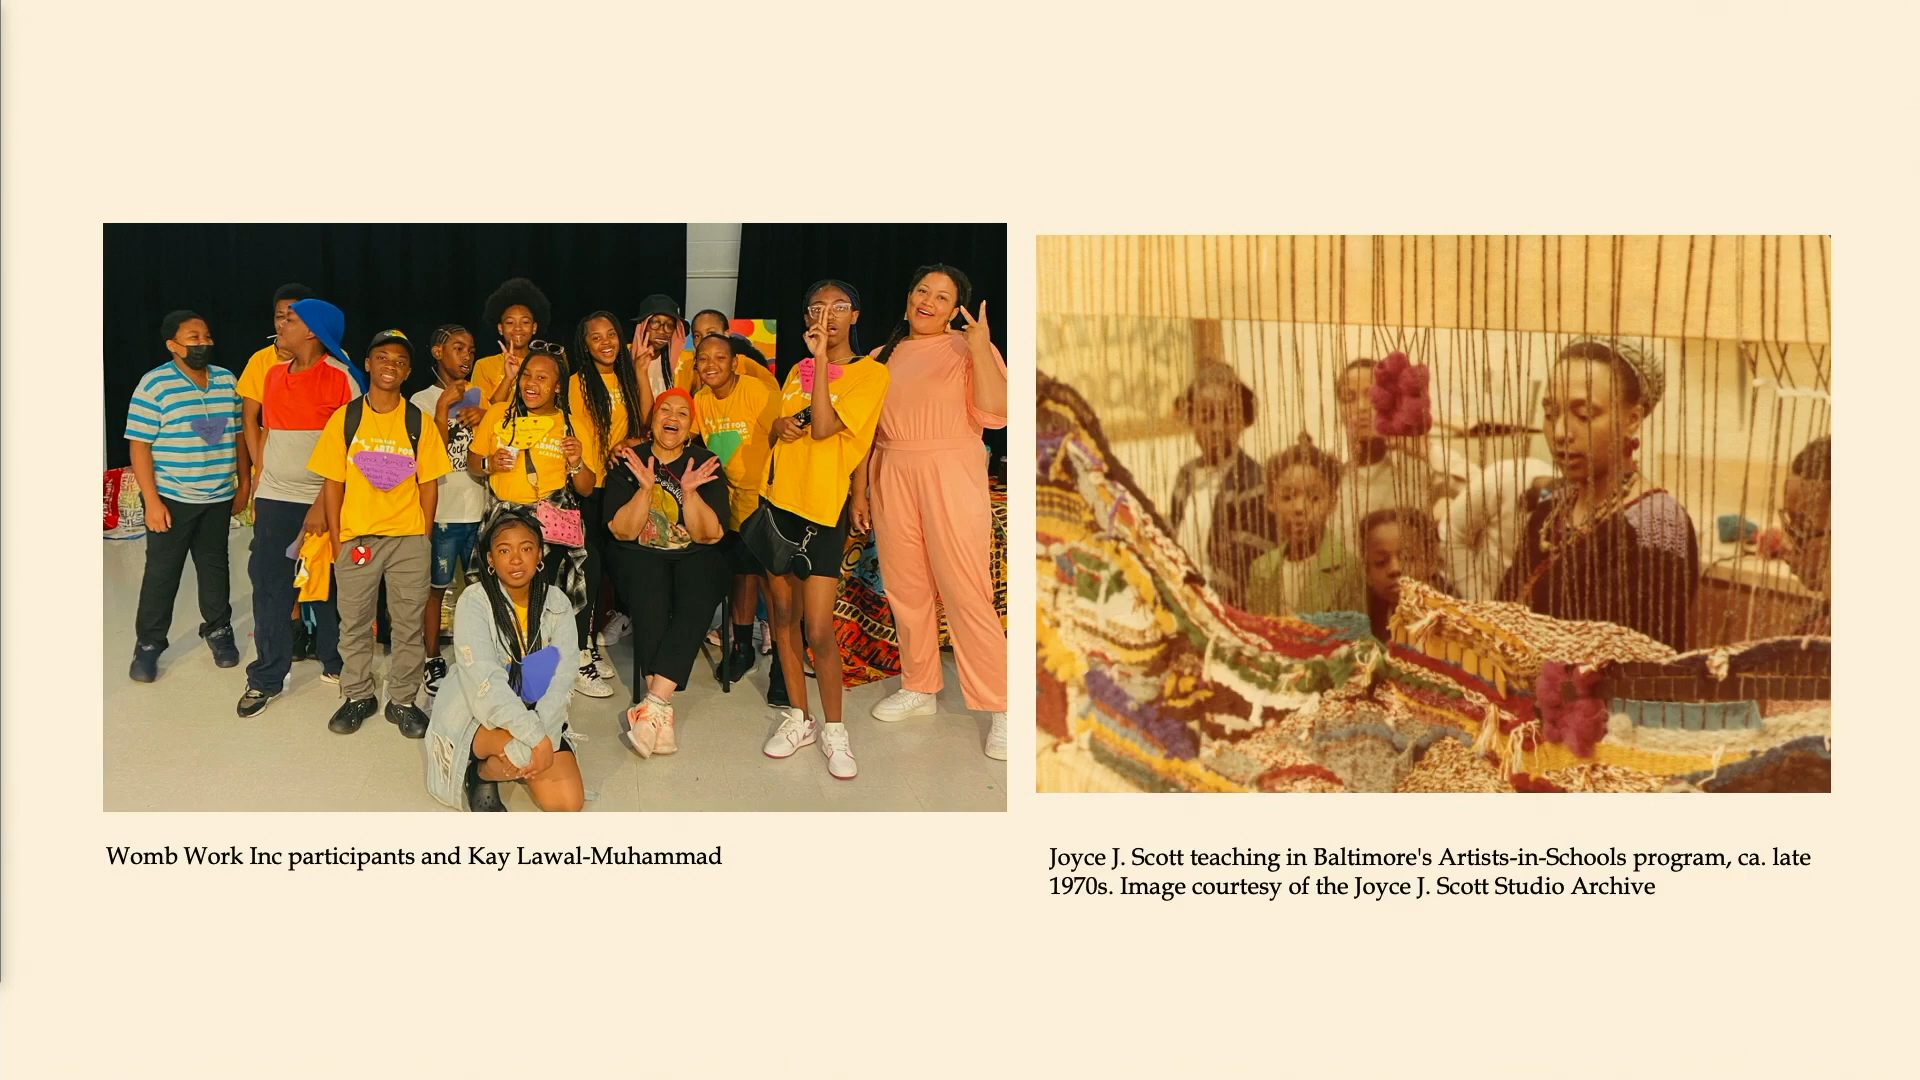 Womb Work Inc participants and Kay Lawal-Muhammad
Joyce J. Scott teaching in Baltimore's Artists-in-Schools program, ca. late
1970s. Image courtesy of the Joyce J. Scott Studio Archive